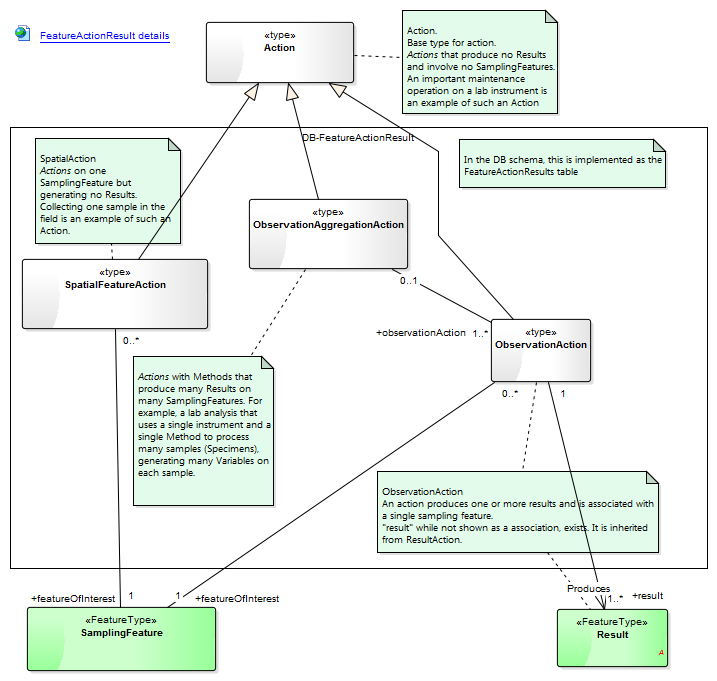 FeatureActionResult details
«type»
Action
Action.
Base type for action.
Actions that produce no Results
and involve no SamplingFeatures.
An important maintenance
operation on a lab instrument is
an example of such an Action
DB-FeatureActionResult
SpatialAction
Actions on one
SamplingFeature but
generating no Results.
Collecting one sample in the
field is an example of such an
Action.
In the DB schema, this is implemented as the
FeatureActionResults table
«type»
ObservationAggregationAction
«type»
SpatialFeatureAction
0..1
+observationAction 1..*
«type»
ObservationAction
0..*
Actions with Methods that
produce many Results on
many SamplingFeatures. For
example, a lab analysis that
uses a single instrument and a
single Method to process
many samples (Specimens),
generating many Variables on
each sample.
0..* 1
ObservationAction
An action produces one or more results and is associated with
a single sampling feature.
"result" while not shown as a association, exists. It is inherited
from ResultAction.
+featureOfInterest 1
1 +featureOfInterest
Produces
1..* +result
«FeatureType»
SamplingFeature
«FeatureType»
Result
A